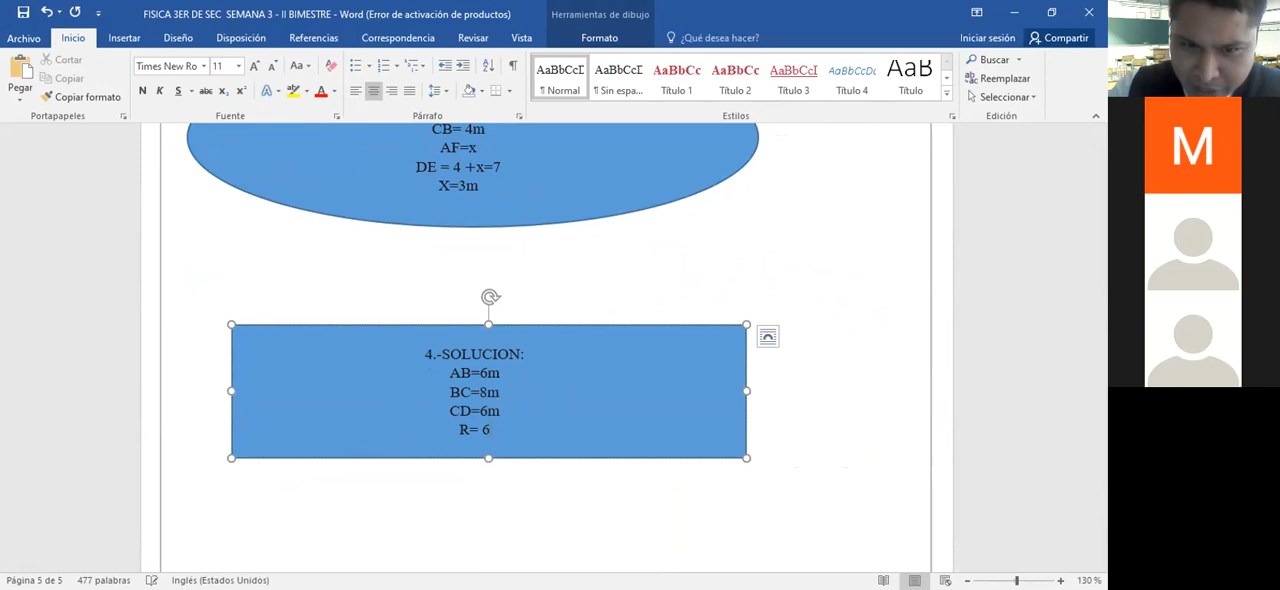 FISICA 3ER DE SEC SEMANA 3 - II BIMESTRE - Word (Error de activación de productos)
Herramientas de dibujo
Archivo Inicio Insertar Diseño Disposición Referencias Correspondencia Revisar Vista Formato ¿Qué desea hacer? Iniciar sesión Compartir
Pegar
Cortar
Copiar
Copiar formato
Portapapeles
Times New Ro 11
N K S abc x₂ x²
Fuente
Párrafo
AaBbCcI AaBbCcI AaBbCc AaBbCc AaBbCcI AaBbCcDc AaB
¶ Normal ¶ Sin espa... Título 1 Título 2 Título 3 Título 4 Título
Estilos
Buscar
Reemplazar
Seleccionar
Edición
CB= 4m
AF=x
DE = 4 +x=7
X=3m
4.-SOLUCION:
AB=6m
BC=8m
CD=6m
R= 6
M
Página 5 de 5 477 palabras Inglés (Estados Unidos) 130 %